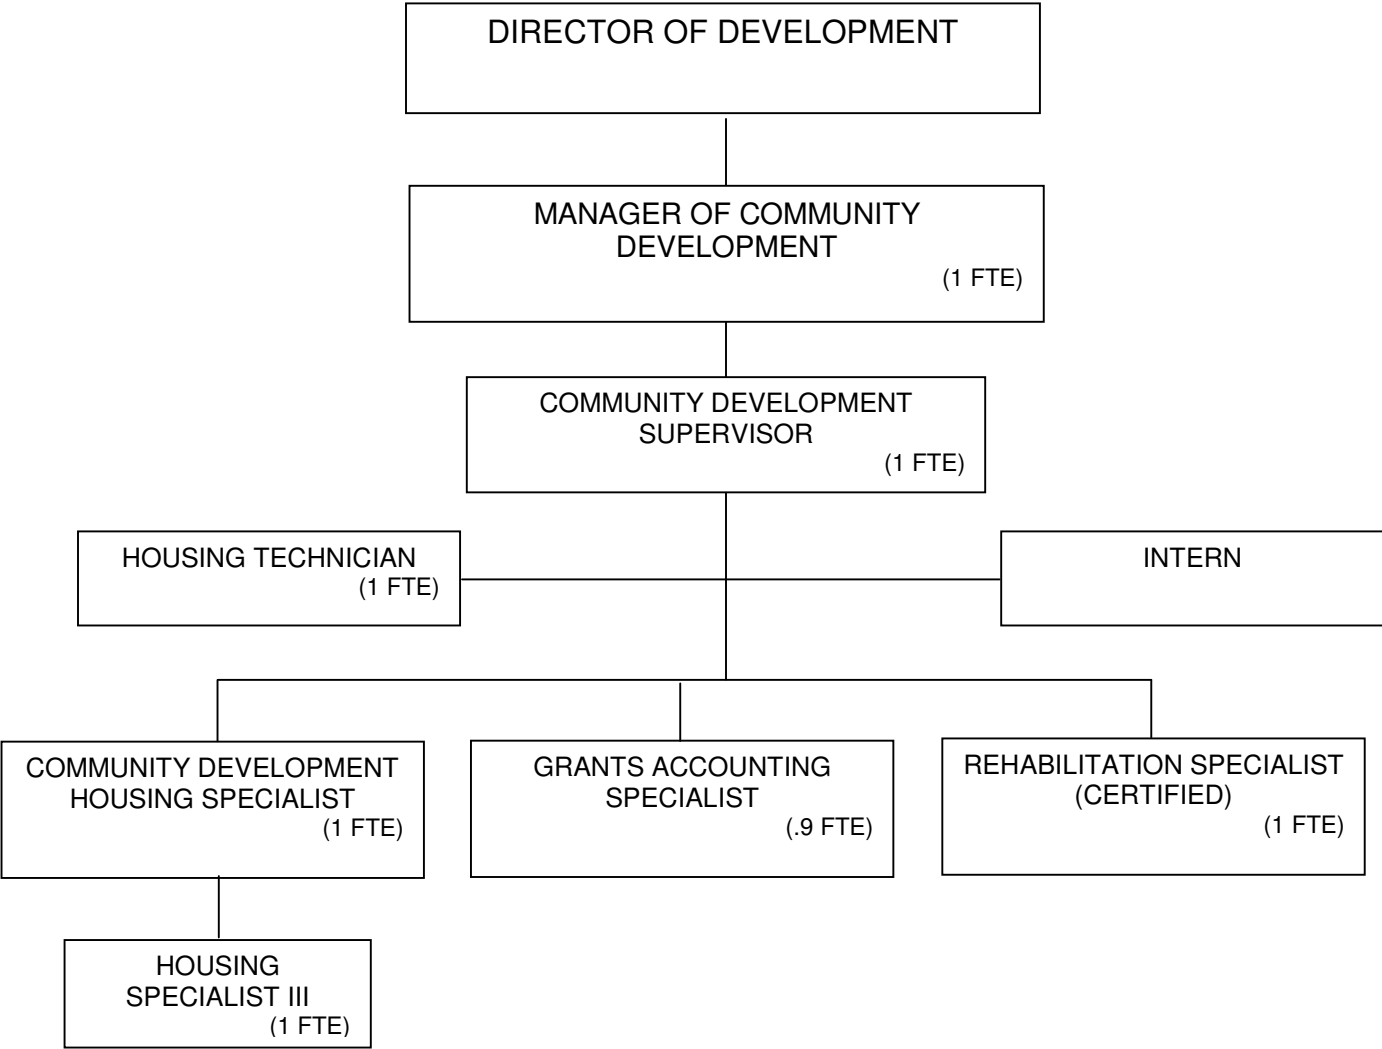 DIRECTOR OF DEVELOPMENT
MANAGER OF COMMUNITY
DEVELOPMENT
(1 FTE)
COMMUNITY DEVELOPMENT
SUPERVISOR
(1 FTE)
HOUSING TECHNICIAN
(1 FTE)
INTERN
COMMUNITY DEVELOPMENT
HOUSING SPECIALIST
(1 FTE)
GRANTS ACCOUNTING
SPECIALIST
(.9 FTE)
REHABILITATION SPECIALIST
(CERTIFIED)
(1 FTE)
HOUSING
SPECIALIST III
(1 FTE)